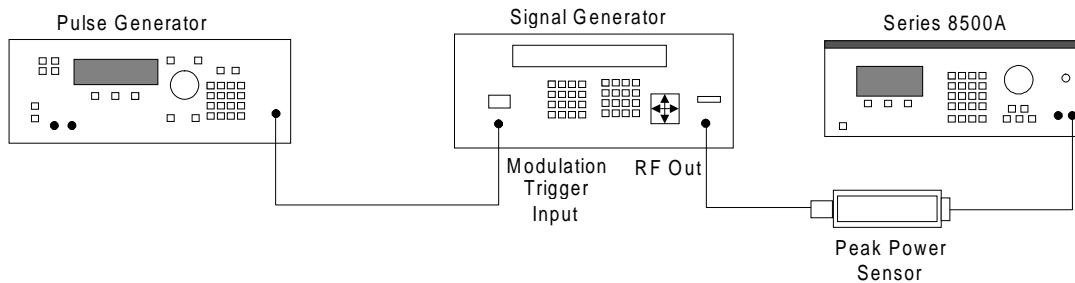 Pulse Generator
Signal Generator
Series 8500A
Modulation
Trigger
Input
RF Out
Peak Power
Sensor